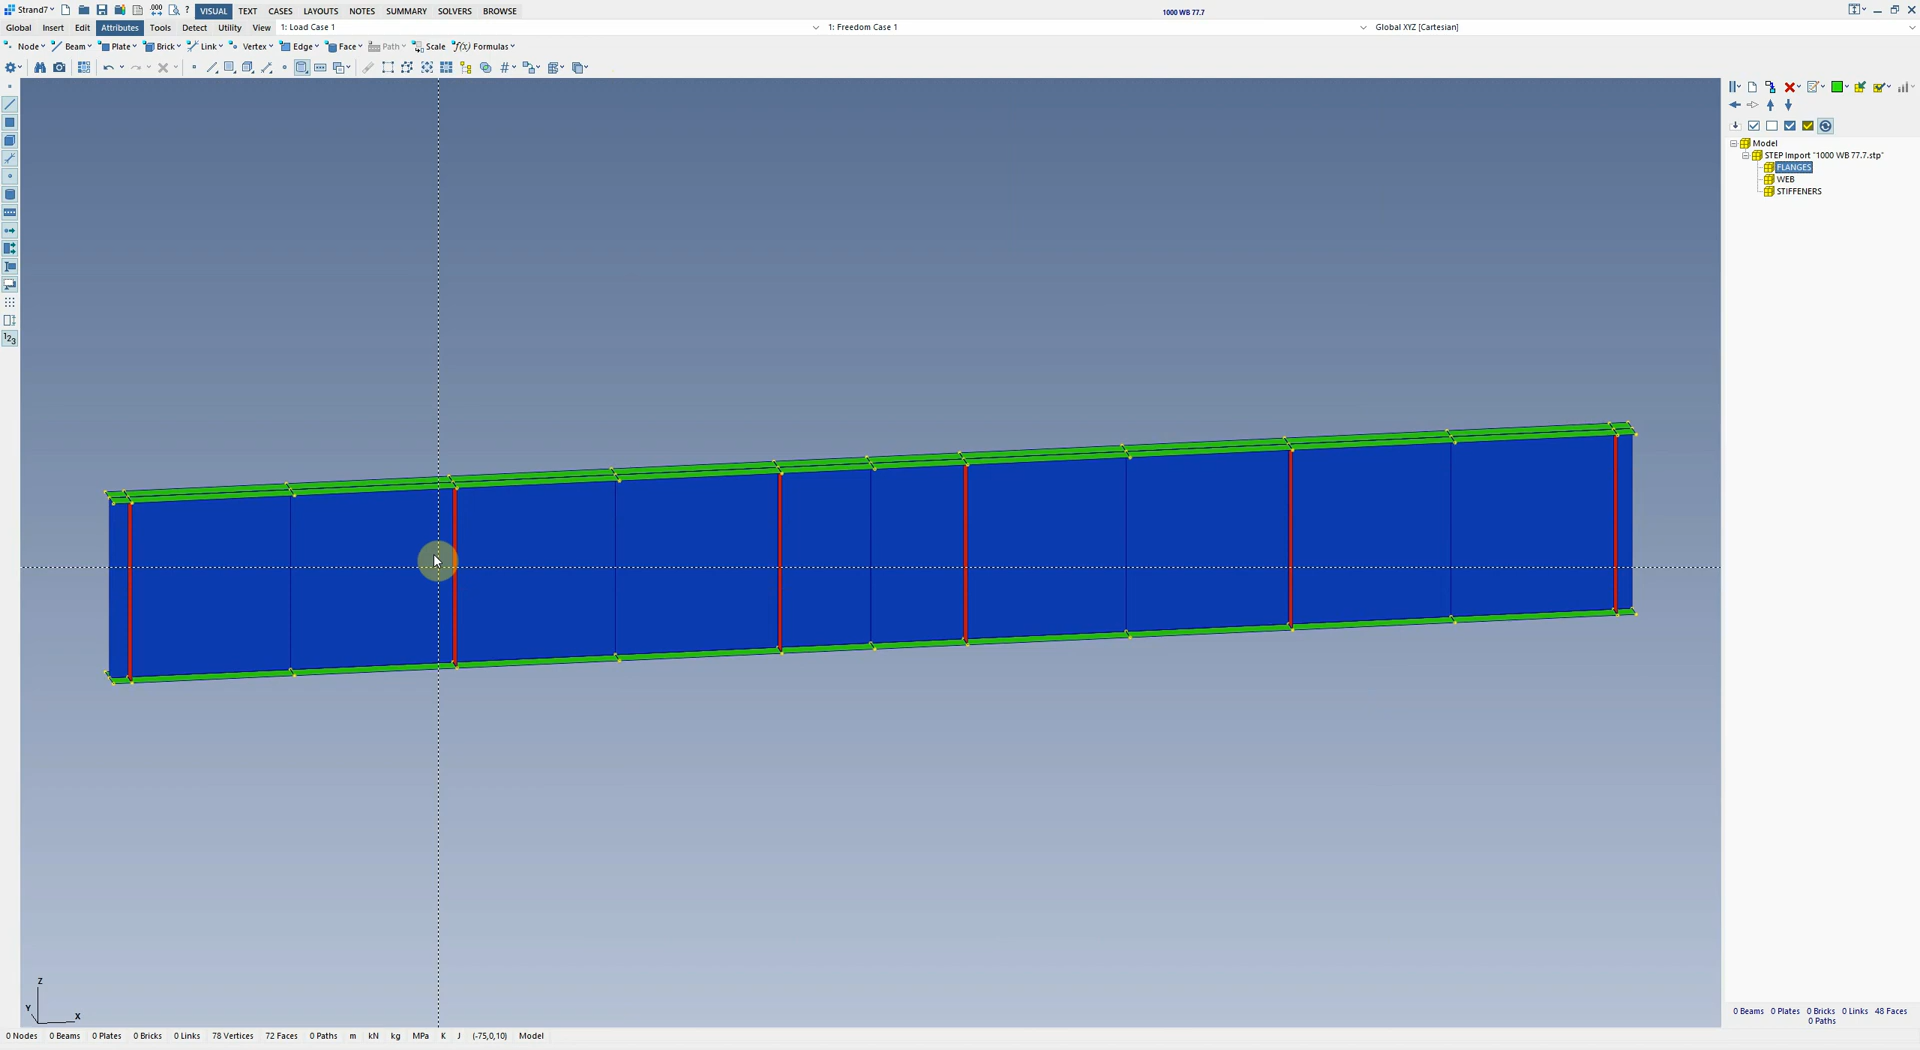 Strand7 .000 ? VISUAL TEXT CASES LAYOUTS NOTES SUMMARY SOLVERS BROWSE 1000 WB 77.7
Global Insert Edit Attributes Tools Detect Utility View 1: Load Case 1 1: Freedom Case 1 Global XYZ [Cartesian]
Node Beam Plate Brick Link Vertex Edge Face Path Scale f(x) Formulas
Model
STEP Import "1000 WB 77.7.stp"
FLANGES
WEB
STIFFENERS
1 2 3
Z
Y
X
0 Beams 0 Plates 0 Bricks 0 Links 48 Faces
0 Paths
0 Nodes 0 Beams 0 Plates 0 Bricks 0 Links 78 Vertices 72 Faces 0 Paths m kN kg MPa K J (-75,0,10) Model